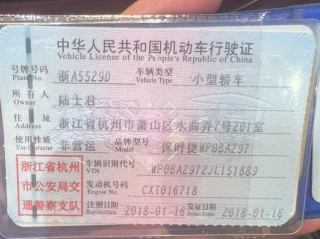 中华人民共和国机动车行驶证
Vehicle License of the People's Republic of China
号牌号码 浙A5529D 车辆类型 小型轿车
Plate No. Vehicle Type
所有人 陆士君
Owner
住址 浙江省杭州市萧山区水曲弄7号201室
Address
使用性质 非营运 品牌型号 保时捷WP0BA297
Use Character Model
浙江省杭州市公安局交通警察支队
车辆识别代号 WP0BA2972JL151889
VIN
发动机号码 CXT016718
Engine No.
注册日期 2018-01-16 发证日期 2018-01-16
Register Date Issue Date